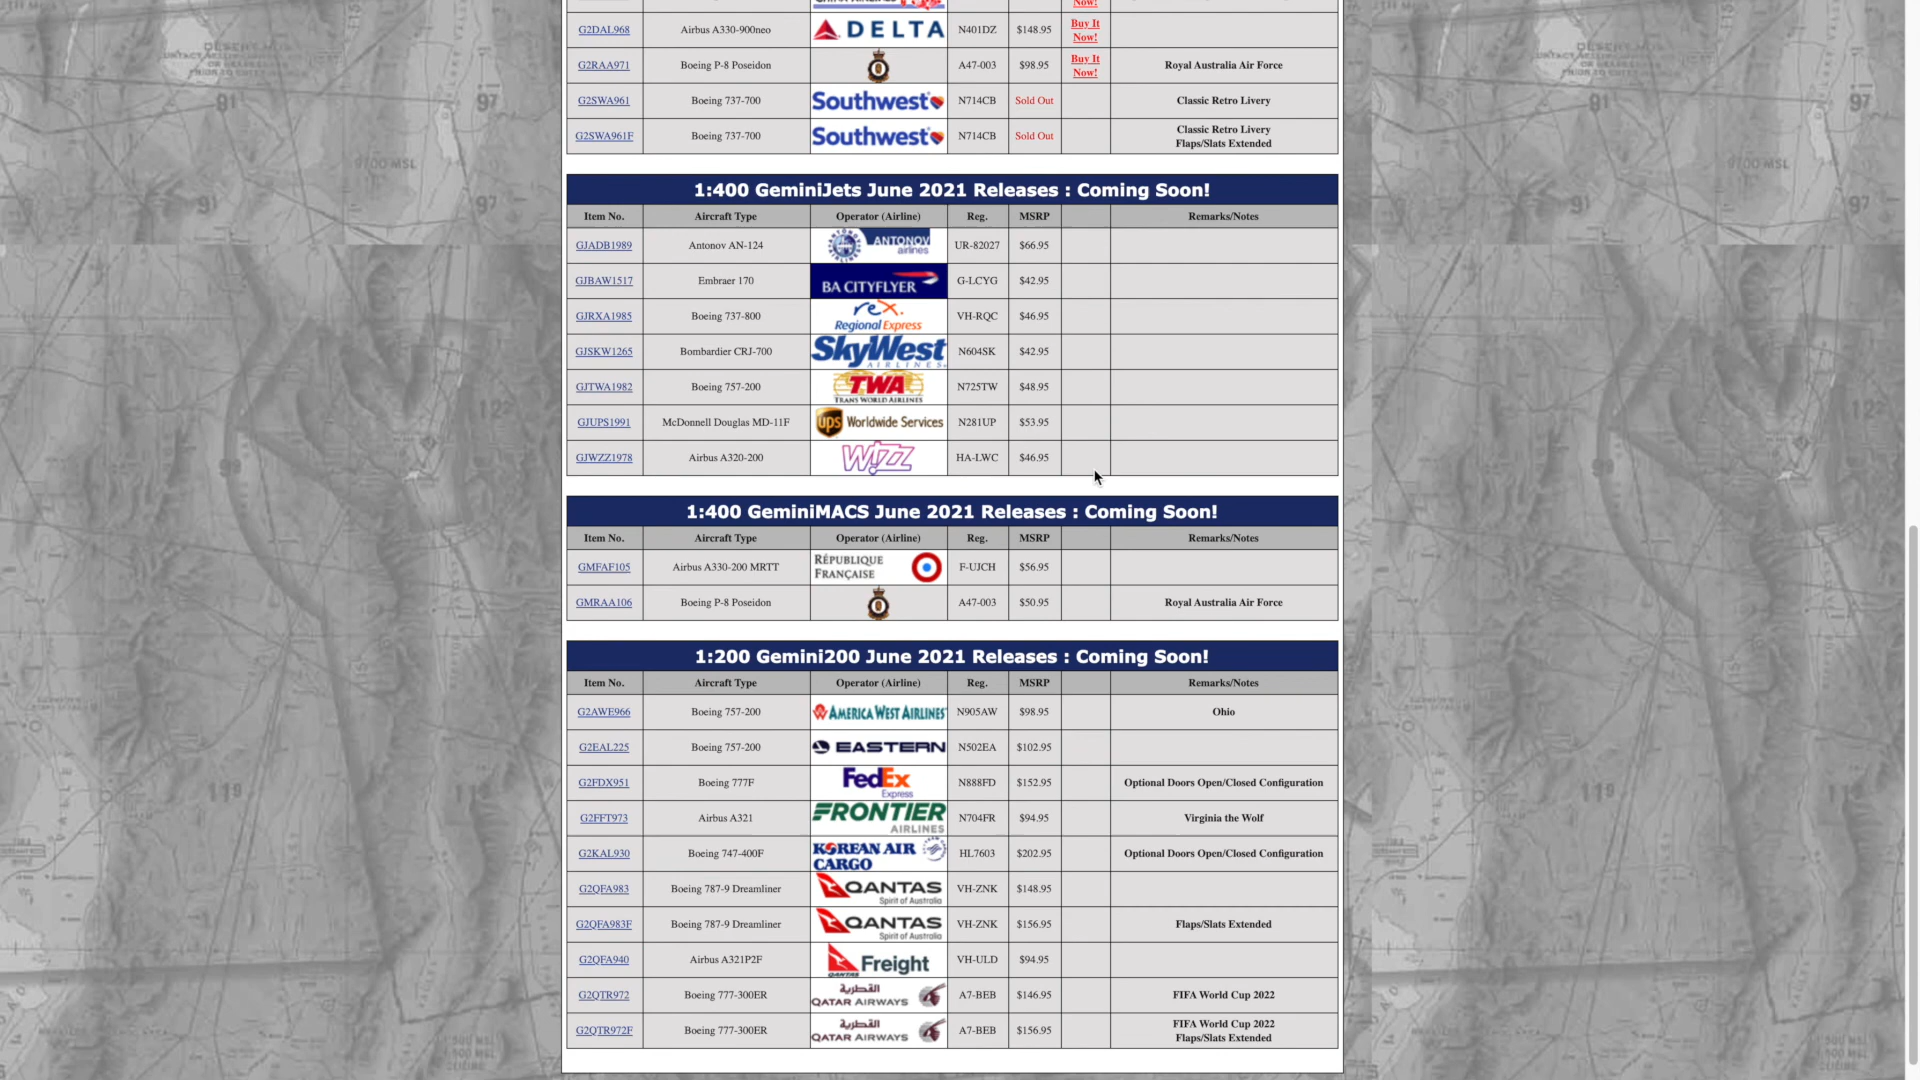 Now!
G2DAL968 Airbus A330-900neo DELTA N401DZ $148.95 Buy It Now!
G2RAA971 Boeing P-8 Poseidon A47-003 $98.95 Buy It Now! Royal Australia Air Force
G2SWA961 Boeing 737-700 Southwest N714CB Sold Out Classic Retro Livery
G2SWA961F Boeing 737-700 Southwest N714CB Sold Out Classic Retro Livery Flaps/Slats Extended
1:400 GeminiJets June 2021 Releases : Coming Soon!
Item No. Aircraft Type Operator (Airline) Reg. MSRP Remarks/Notes
GJADB1989 Antonov AN-124 ANTONOV airlines UR-82027 $66.95
GJBAW1517 Embraer 170 BA CITYFLYER G-LCYG $42.95
GJRXA1985 Boeing 737-800 rex. Regional Express VH-RQC $46.95
GJSKW1265 Bombardier CRJ-700 SkyWest AIRLINES N604SK $42.95
GJTWA1982 Boeing 757-200 TWA TRANS WORLD AIRLINES N725TW $48.95
GJUPS1991 McDonnell Douglas MD-11F ups Worldwide Services N281UP $53.95
GJWZZ1978 Airbus A320-200 WIZZ HA-LWC $46.95
1:400 GeminiMACS June 2021 Releases : Coming Soon!
Item No. Aircraft Type Operator (Airline) Reg. MSRP Remarks/Notes
GMFAF105 Airbus A330-200 MRTT RÉPUBLIQUE FRANÇAISE F-UJCH $56.95
GMRAA106 Boeing P-8 Poseidon A47-003 $50.95 Royal Australia Air Force
1:200 Gemini200 June 2021 Releases : Coming Soon!
Item No. Aircraft Type Operator (Airline) Reg. MSRP Remarks/Notes
G2AWE966 Boeing 757-200 AMERICA WEST AIRLINES N905AW $98.95 Ohio
G2EAL225 Boeing 757-200 EASTERN N502EA $102.95
G2FDX951 Boeing 777F FedEx Express N888FD $152.95 Optional Doors Open/Closed Configuration
G2FFT973 Airbus A321 FRONTIER AIRLINES N704FR $94.95 Virginia the Wolf
G2KAL930 Boeing 747-400F KOREAN AIR CARGO HL7603 $202.95 Optional Doors Open/Closed Configuration
G2QFA983 Boeing 787-9 Dreamliner QANTAS Spirit of Australia VH-ZNK $148.95
G2QFA983F Boeing 787-9 Dreamliner QANTAS Spirit of Australia VH-ZNK $156.95 Flaps/Slats Extended
G2QFA940 Airbus A321P2F QANTAS Freight VH-ULD $94.95
G2QTR972 Boeing 777-300ER القطرية QATAR AIRWAYS A7-BEB $146.95 FIFA World Cup 2022
G2QTR972F Boeing 777-300ER القطرية QATAR AIRWAYS A7-BEB $156.95 FIFA World Cup 2022 Flaps/Slats Extended